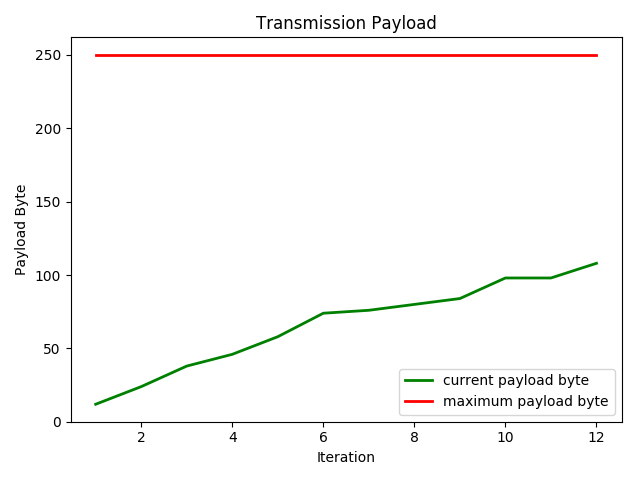 Transmission Payload
250
200
150
100
50
0
Payload Byte
2 4 6 8 10 12
Iteration
current payload byte
maximum payload byte